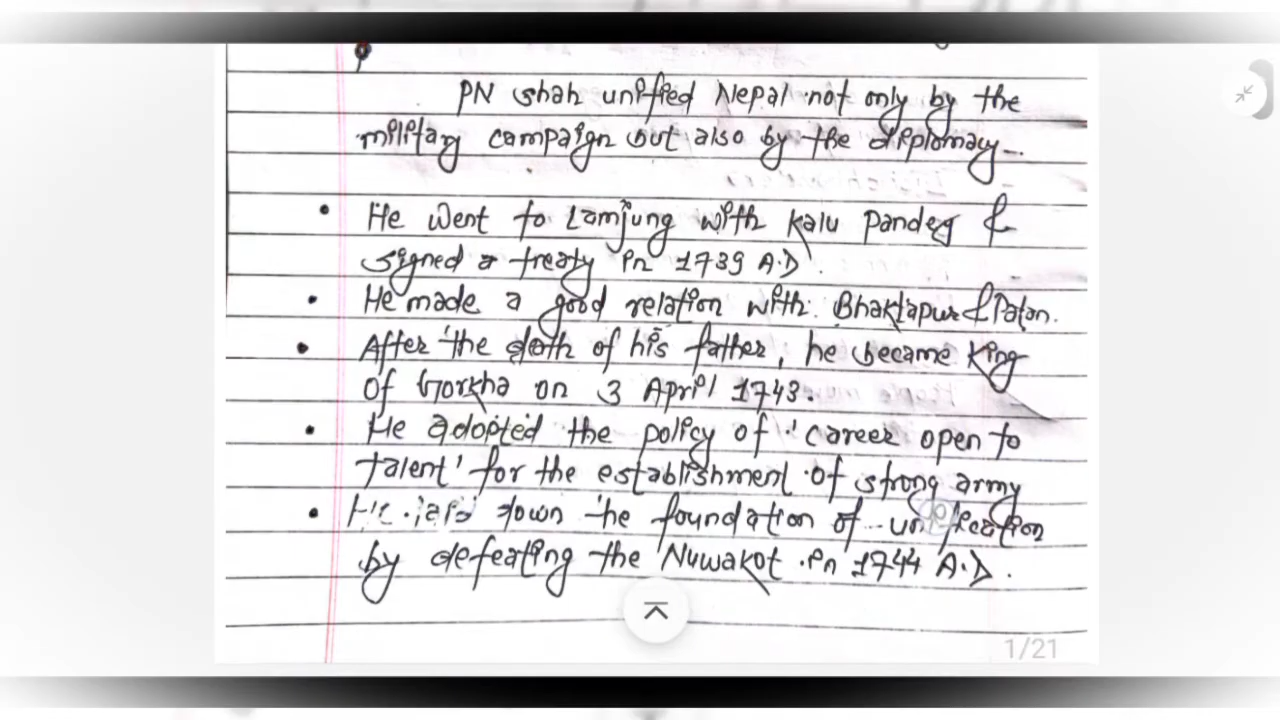 PN shah unified Nepal not only by the
military campaign but also by the diplomacy-
• He went to Lamjung with Kalu Pandey &
signed a treaty in 1739 A.D.
• He made a good relation with Bhaktapur & Patan.
• After the death of his father, he became King
of Gorkha on 3 April 1743.
• He adopted the policy of 'career open to
talent' for the establishment of strong army
• He laid down the foundation of unification
by defeating the Nuwakot in 1744 A.D.
1/21